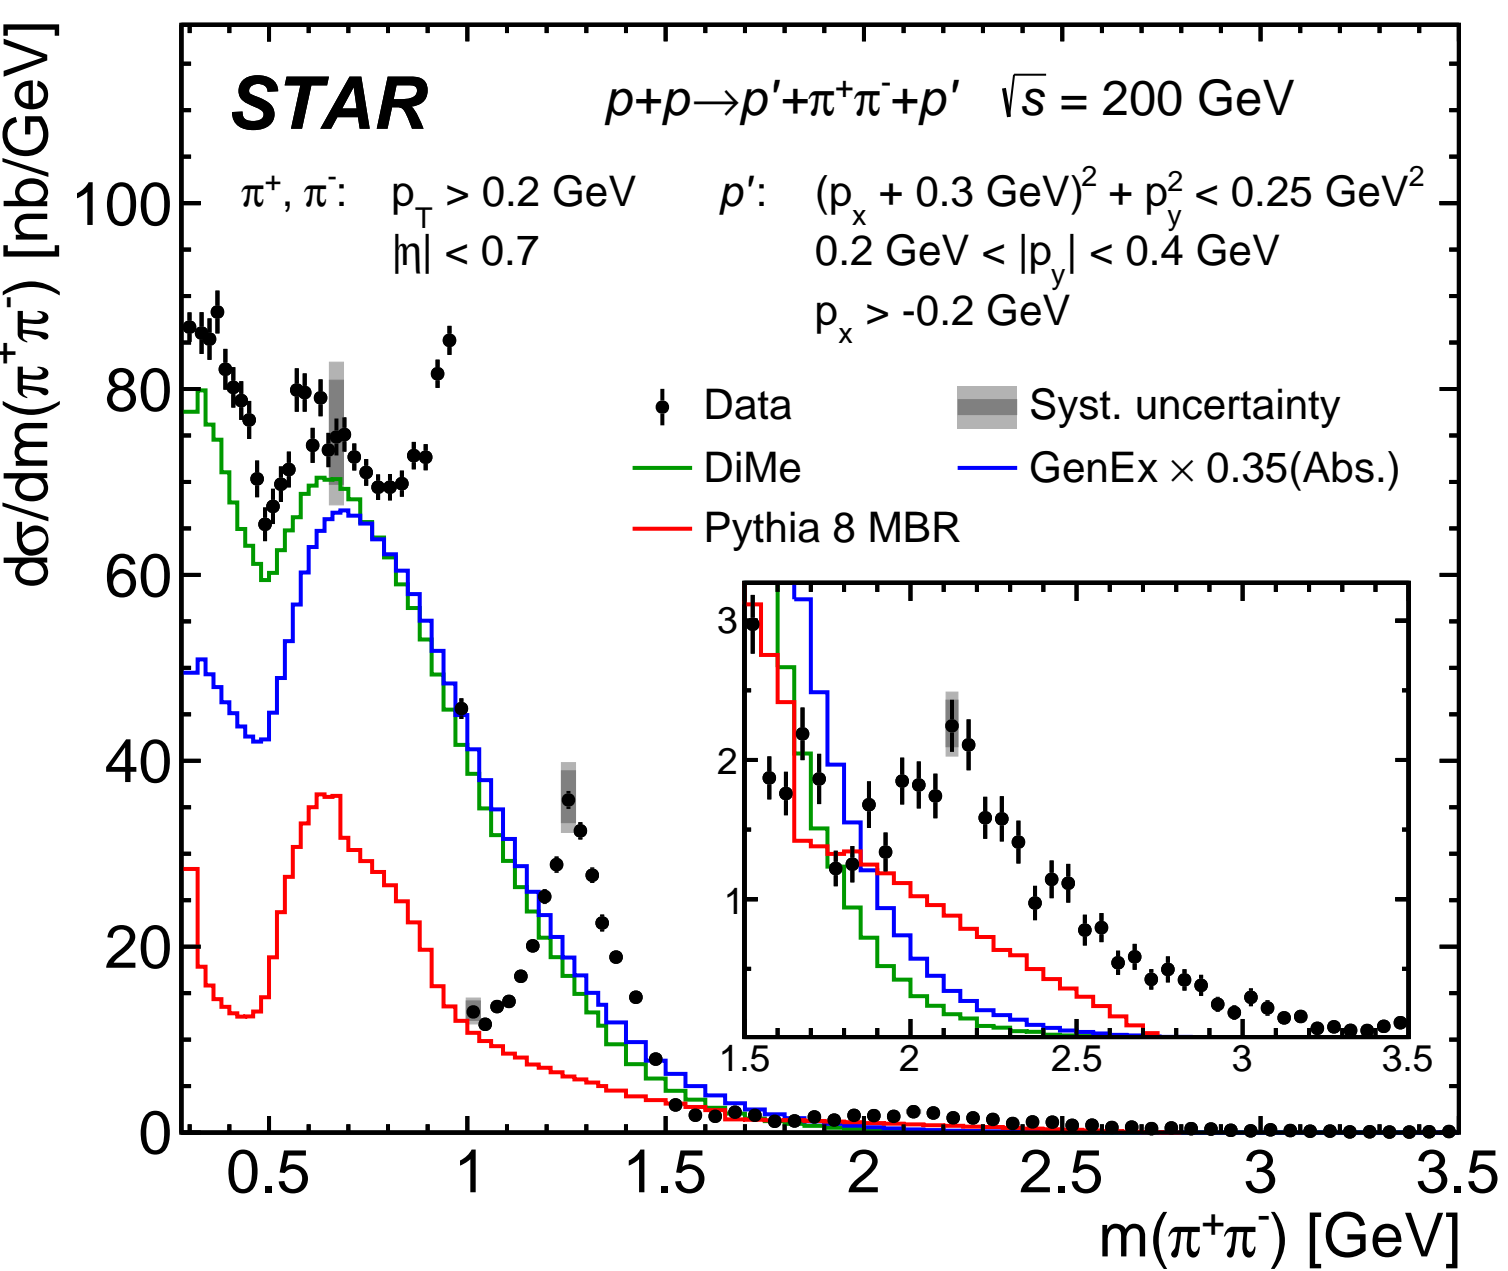 STAR
p+p→p′+π⁺π⁻+p′ √s = 200 GeV
π⁺, π⁻: p_T > 0.2 GeV p′: (p_x + 0.3 GeV)² + p_y² < 0.25 GeV²
|η| < 0.7 0.2 GeV < |p_y| < 0.4 GeV
p_x > -0.2 GeV
Data Syst. uncertainty
DiMe GenEx × 0.35(Abs.)
Pythia 8 MBR
dσ/dm(π⁺π⁻) [nb/GeV]
100
80
60
40
20
0
3
2
1
1.5 2 2.5 3 3.5
0.5 1 1.5 2 2.5 3 3.5
m(π⁺π⁻) [GeV]